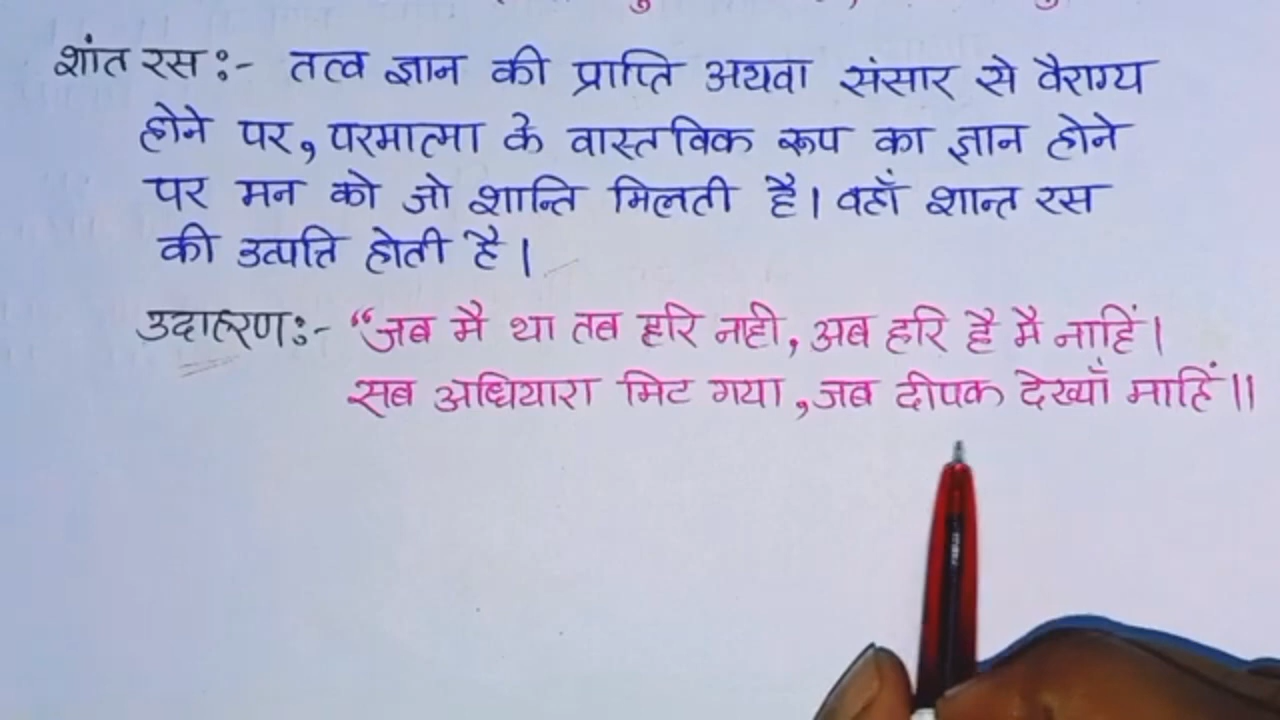 शांत रस :- तत्व ज्ञान की प्राप्ति अथवा संसार से वैराग्य
होने पर, परमात्मा के वास्तविक रूप का ज्ञान होने
पर मन को जो शान्ति मिलती है। वहाँ शान्त रस
की उत्पत्ति होती है।
उदाहरण :- “जब मै था तब हरि नही, अब हरि है मै नाहिं।
सब अधियारा मिट गया, जब दीपक देख्याँ माहिं॥